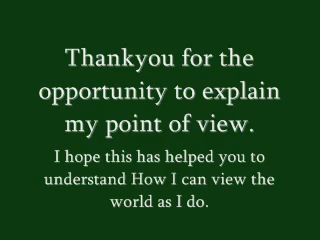 Thankyou for the
opportunity to explain
my point of view.
I hope this has helped you to
understand How I can view the
world as I do.